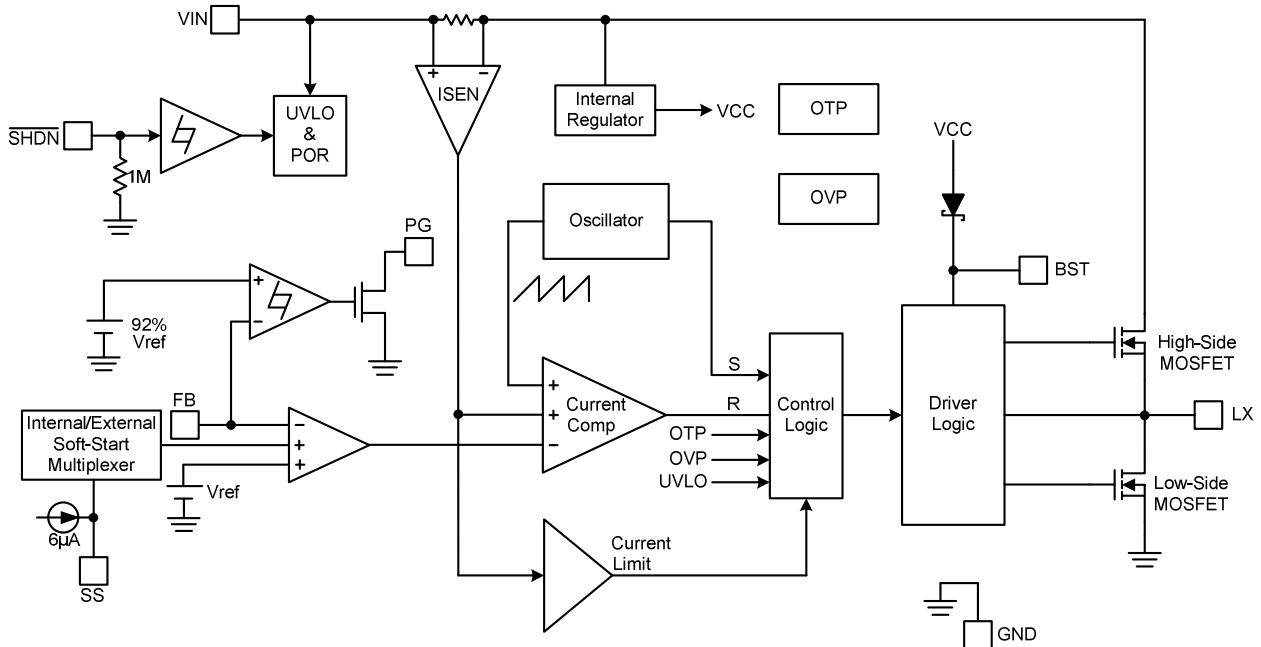 VIN
ISEN
UVLO
&
POR
SHDN
1M
Internal
Regulator
VCC
OTP
VCC
OVP
Oscillator
PG
BST
92%
Vref
High-Side
MOSFET
FB
Internal/External
Soft-Start
Multiplexer
Current
Comp
S
R
OTP
OVP
UVLO
Control
Logic
Driver
Logic
LX
Vref
Low-Side
MOSFET
6µA
SS
Current
Limit
GND